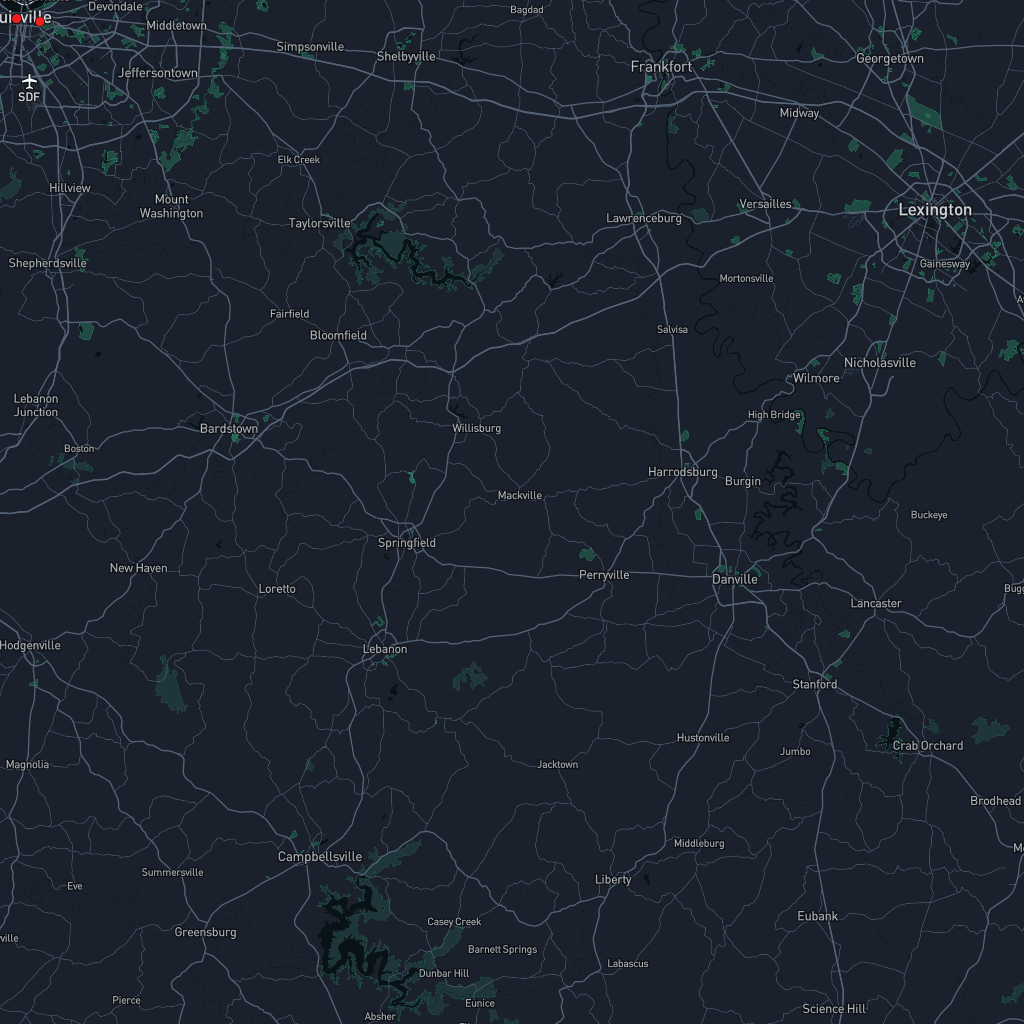 Devondale
Bagdad
uisville
Middletown
Simpsonville
Shelbyville
Georgetown
Frankfort
Jeffersontown
SDF
Midway
Elk Creek
Hillview
Mount
Washington
Versailles
Lexington
Taylorsville
Lawrenceburg
Shepherdsville
Gainesway
Mortonsville
Fairfield
Bloomfield
Salvisa
Nicholasville
Wilmore
Lebanon
Junction
High Bridge
Bardstown
Willisburg
Boston
Harrodsburg
Burgin
Mackville
Buckeye
Springfield
New Haven
Perryville
Danville
Loretto
Lancaster
Bugg
Hodgenville
Lebanon
Stanford
Hustonville
Crab Orchard
Jumbo
Magnolia
Jacktown
Brodhead
Middleburg
Campbellsville
Summersville
Liberty
Eve
Eubank
Casey Creek
Greensburg
ville
Barnett Springs
Labascus
Dunbar Hill
Pierce
Eunice
Science Hill
Absher